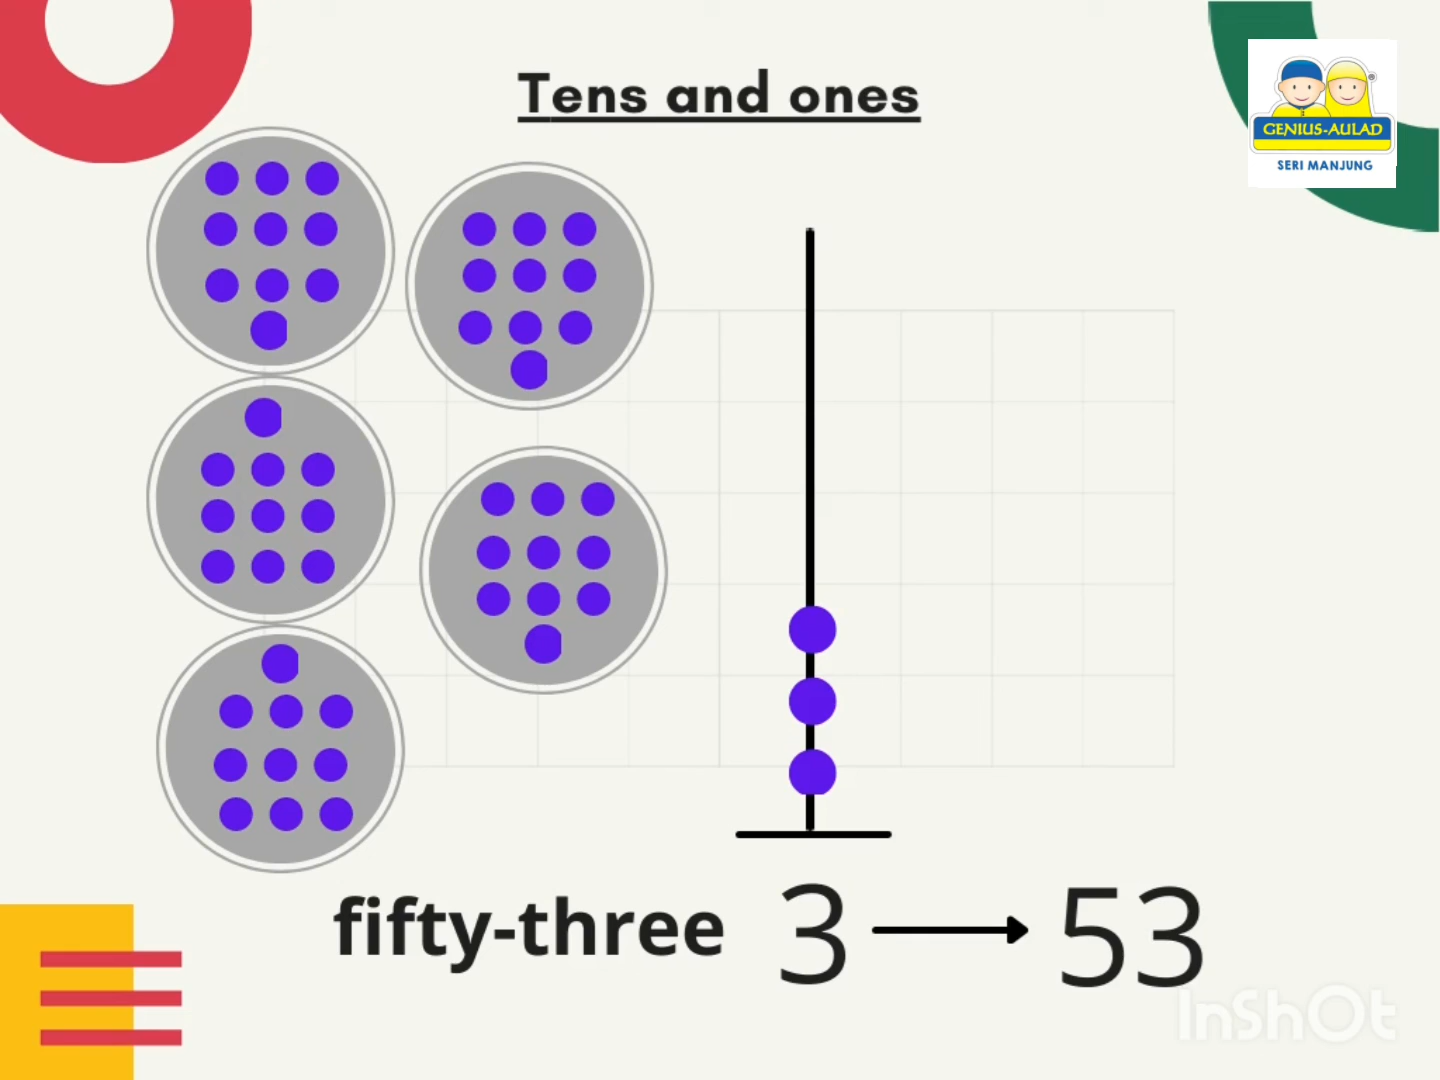 Tens and ones
GENIUS-AULAD
SERI MANJUNG
fifty-three 3 53
InShOt